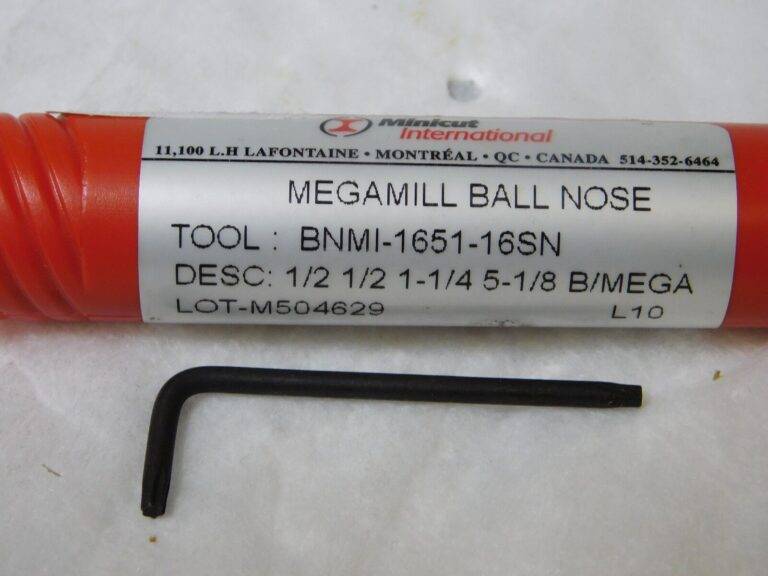 Minicut
International
11,100 L.H LAFONTAINE • MONTRÉAL • QC • CANADA 514-352-6464
MEGAMILL BALL NOSE
TOOL : BNMI-1651-16SN
DESC: 1/2 1/2 1-1/4 5-1/8 B/MEGA
LOT-M504629 L10